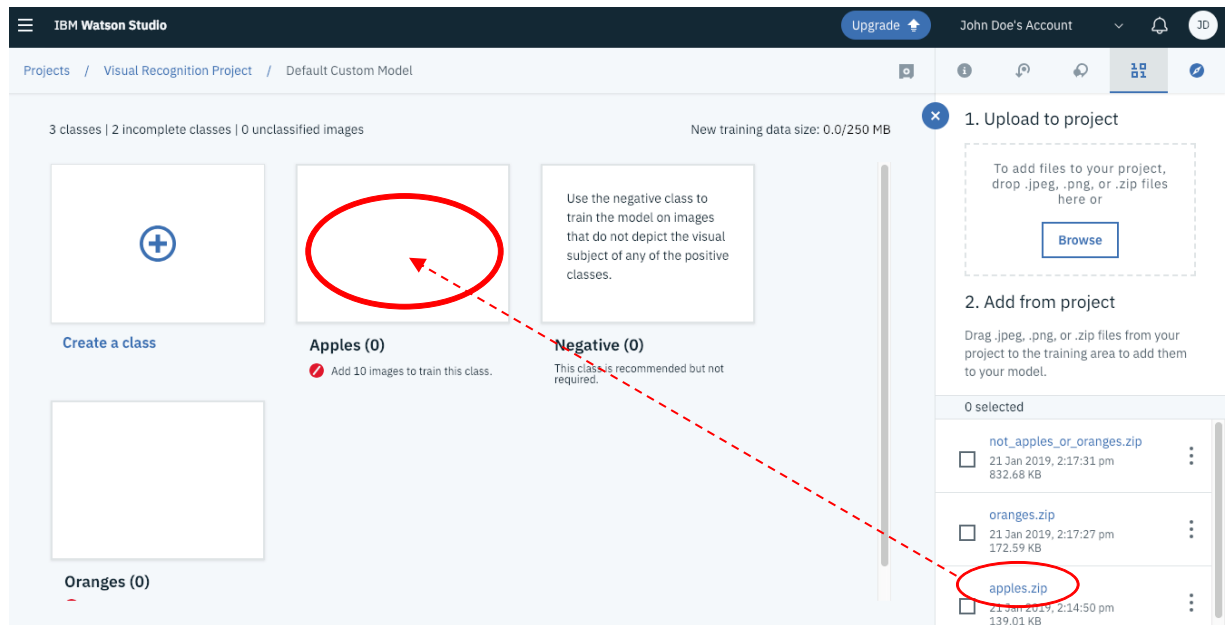 IBM Watson Studio
Upgrade
John Doe's Account
JD
Projects / Visual Recognition Project / Default Custom Model
3 classes | 2 incomplete classes | 0 unclassified images
New training data size: 0.0/250 MB
Create a class
Apples (0)
Add 10 images to train this class.
Use the negative class to
train the model on images
that do not depict the visual
subject of any of the positive
classes.
Negative (0)
This class is recommended but not
required.
Oranges (0)
1. Upload to project
To add files to your project,
drop .jpeg, .png, or .zip files
here or
Browse
2. Add from project
Drag .jpeg, .png, or .zip files from your
project to the training area to add them
to your model.
0 selected
not_apples_or_oranges.zip
21 Jan 2019, 2:17:31 pm
832.68 KB
oranges.zip
21 Jan 2019, 2:17:27 pm
172.59 KB
apples.zip
21 Jan 2019, 2:14:50 pm
139.01 KB